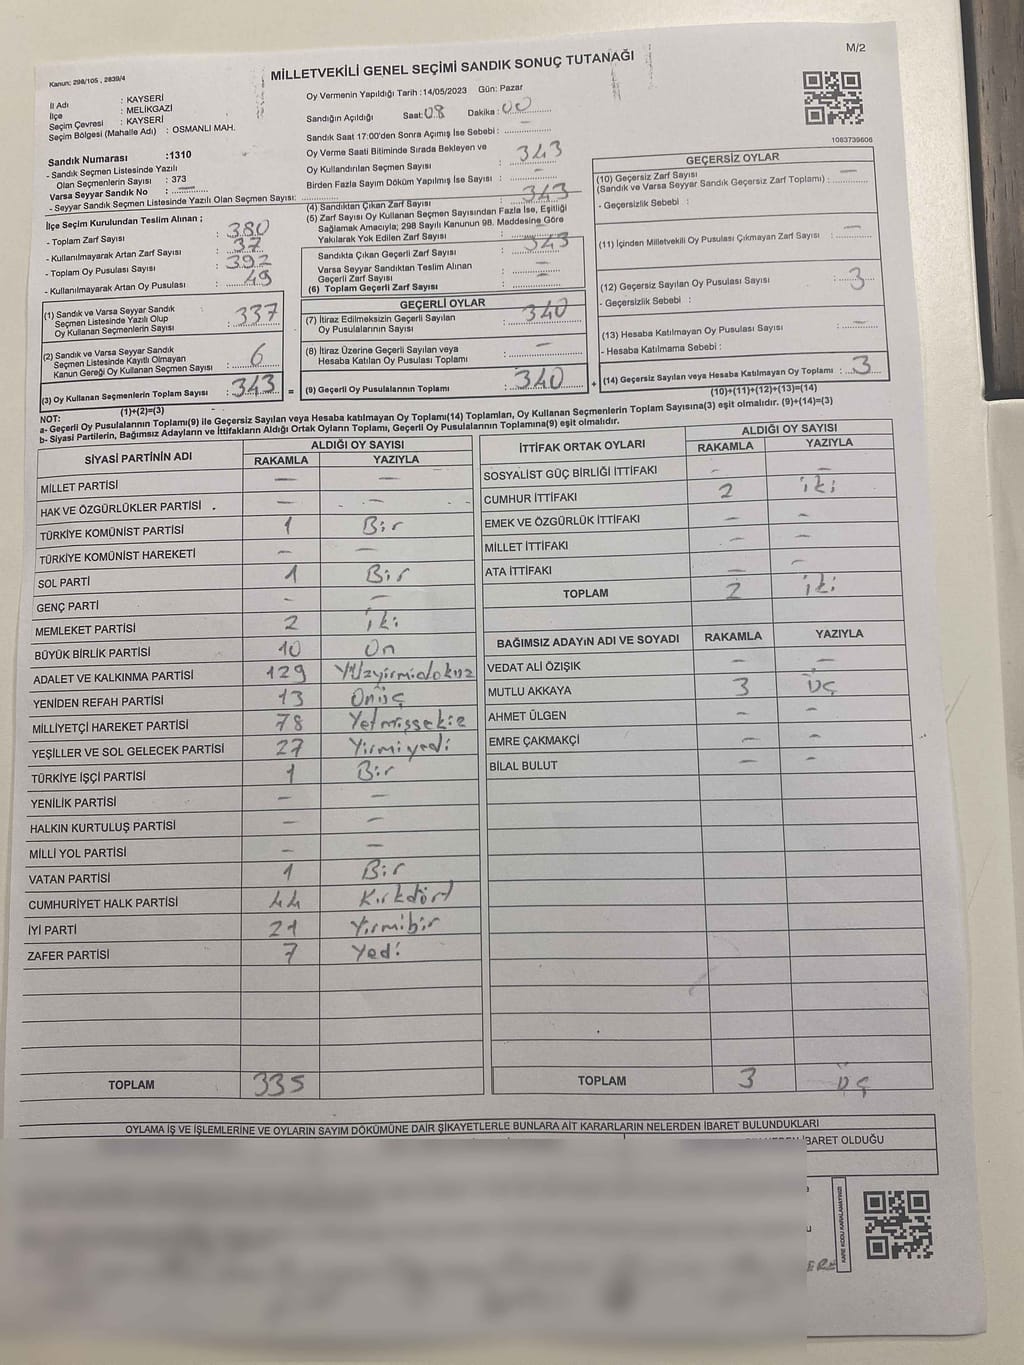 M/2
Kanun: 298/105 , 2839/4
MİLLETVEKİLİ GENEL SEÇİMİ SANDIK SONUÇ TUTANAĞI
İl Adı : KAYSERİ
İlçe : MELİKGAZİ
Seçim Çevresi : KAYSERİ
Seçim Bölgesi (Mahalle Adı) : OSMANLI MAH.
Oy Vermenin Yapıldığı Tarih :14/05/2023 Gün: Pazar
Sandığın Açıldığı Saat: 08 Dakika : 00
Sandık Saat 17:00'den Sonra Açımış İse Sebebi : —
Oy Verme Saati Bitiminde Sırada Bekleyen ve
Oy Kullandırılan Seçmen Sayısı : 343
Birden Fazla Sayım Döküm Yapılmış İse Sayısı : —
1083739606
Sandık Numarası :1310
- Sandık Seçmen Listesinde Yazılı
Olan Seçmenlerin Sayısı : 373
Varsa Seyyar Sandık No : —
- Seyyar Sandık Seçmen Listesinde Yazılı Olan Seçmen Sayısı:
İlçe Seçim Kurulundan Teslim Alınan ;
- Toplam Zarf Sayısı : 380
- Kullanılmayarak Artan Zarf Sayısı : 37
- Toplam Oy Pusulası Sayısı : 392
- Kullanılmayarak Artan Oy Pusulası : 49
(1) Sandık ve Varsa Seyyar Sandık
Seçmen Listesinde Yazılı Olup
Oy Kullanan Seçmenlerin Sayısı : 337
(2) Sandık ve Varsa Seyyar Sandık
Seçmen Listesinde Kayıtlı Olmayan
Kanun Gereği Oy Kullanan Seçmen Sayısı : 6
(3) Oy Kullanan Seçmenlerin Toplam Sayısı : 343 =
(1)+(2)=(3)
(4) Sandıktan Çıkan Zarf Sayısı : 343
(5) Zarf Sayısı Oy Kullanan Seçmen Sayısından Fazla İse, Eşitliği
Sağlamak Amacıyla; 298 Sayılı Kanunun 98. Maddesine Göre
Yakılarak Yok Edilen Zarf Sayısı : —
Sandıkta Çıkan Geçerli Zarf Sayısı : 343
Varsa Seyyar Sandıktan Teslim Alınan
Geçerli Zarf Sayısı : —
(6) Toplam Geçerli Zarf Sayısı : —
GEÇERLİ OYLAR
(7) İtiraz Edilmeksizin Geçerli Sayılan
Oy Pusulalarının Sayısı : 340
(8) İtiraz Üzerine Geçerli Sayılan veya
Hesaba Katılan Oy Pusulası Toplamı : —
(9) Geçerli Oy Pusulalarının Toplamı : 340 +
GEÇERSİZ OYLAR
(10) Geçersiz Zarf Sayısı
(Sandık ve Varsa Seyyar Sandık Geçersiz Zarf Toplamı) : —
- Geçersizlik Sebebi :
(11) İçinden Milletvekili Oy Pusulası Çıkmayan Zarf Sayısı : —
(12) Geçersiz Sayılan Oy Pusulası Sayısı : 3
- Geçersizlik Sebebi :
(13) Hesaba Katılmayan Oy Pusulası Sayısı : —
- Hesaba Katılmama Sebebi :
(14) Geçersiz Sayılan veya Hesaba Katılmayan Oy Toplamı : 3
(10)+(11)+(12)+(13)=(14)
NOT:
a- Geçerli Oy Pusulalarının Toplamı(9) ile Geçersiz Sayılan veya Hesaba katılmayan Oy Toplamı(14) Toplamları, Oy Kullanan Seçmenlerin Toplam Sayısına(3) eşit olmalıdır. (9)+(14)=(3)
b- Siyasi Partilerin, Bağımsız Adayların ve İttifakların Aldığı Ortak Oyların Toplamı, Geçerli Oy Pusulalarının Toplamına(9) eşit olmalıdır.
SİYASİ PARTİNİN ADI ALDIĞI OY SAYISI
RAKAMLA YAZIYLA
MİLLET PARTİSİ — —
HAK VE ÖZGÜRLÜKLER PARTİSİ — —
TÜRKİYE KOMÜNİST PARTİSİ 1 Bir
TÜRKİYE KOMÜNİST HAREKETİ — —
SOL PARTİ 1 Bir
GENÇ PARTİ — —
MEMLEKET PARTİSİ 2 iki
BÜYÜK BİRLİK PARTİSİ 10 On
ADALET VE KALKINMA PARTİSİ 129 Yüzyirmidokuz
YENİDEN REFAH PARTİSİ 13 Onüç
MİLLİYETÇİ HAREKET PARTİSİ 78 Yetmişsekiz
YEŞİLLER VE SOL GELECEK PARTİSİ 27 Yirmiyedi
TÜRKİYE İŞÇİ PARTİSİ 1 Bir
YENİLİK PARTİSİ — —
HALKIN KURTULUŞ PARTİSİ — —
MİLLİ YOL PARTİSİ — —
VATAN PARTİSİ 1 Bir
CUMHURİYET HALK PARTİSİ 44 Kırkdört
İYİ PARTİ 21 Yirmibir
ZAFER PARTİSİ 7 Yedi
TOPLAM 335
İTTİFAK ORTAK OYLARI ALDIĞI OY SAYISI
RAKAMLA YAZIYLA
SOSYALİST GÜÇ BİRLİĞİ İTTİFAKI — —
CUMHUR İTTİFAKI 2 iki
EMEK VE ÖZGÜRLÜK İTTİFAKI — —
MİLLET İTTİFAKI — —
ATA İTTİFAKI — —
TOPLAM 2 iki
BAĞIMSIZ ADAYıN ADI VE SOYADI RAKAMLA YAZIYLA
VEDAT ALİ ÖZIŞIK — —
MUTLU AKKAYA 3 üç
AHMET ÜLGEN — —
EMRE ÇAKMAKÇİ — —
BİLAL BULUT — —
TOPLAM 3 üç
OYLAMA İŞ VE İŞLEMLERİNE VE OYLARIN SAYIM DÖKÜMÜNE DAİR ŞİKAYETLERLE BUNLARA AİT KARARLARIN NELERDEN İBARET BULUNDUKLARI
İBARET OLDUĞU
KARE KODU KARALAMAYINIZ!